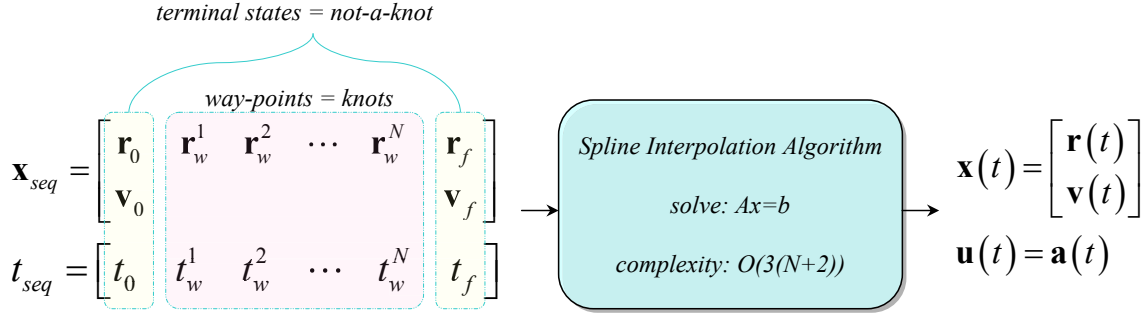 terminal states = not-a-knot
way-points = knots
𝐱_seq = [𝐫_0 𝐫_w^1 𝐫_w^2 ⋯ 𝐫_w^N 𝐫_f
𝐯_0 𝐯_f]
t_seq = [t_0 t_w^1 t_w^2 ⋯ t_w^N t_f]
Spline Interpolation Algorithm
solve: Ax=b
complexity: O(3(N+2))
𝐱(t) = [𝐫(t)
𝐯(t)]
𝐮(t) = 𝐚(t)